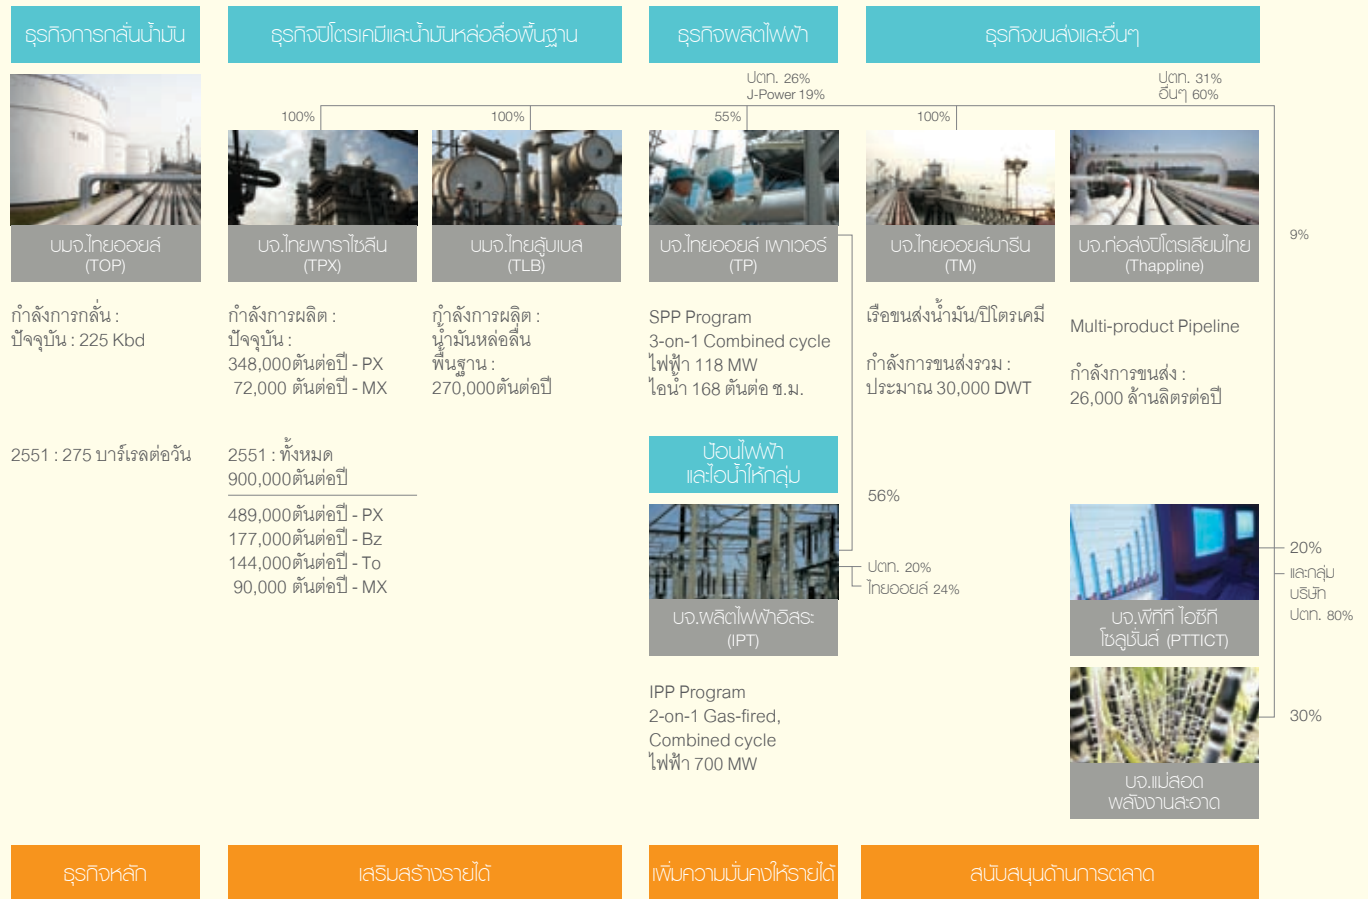 ธุรกิจการกลั่นน้ำมัน
ธุรกิจปิโตรเคมีและน้ำมันหล่อลื่อพื้นฐาน
ธุรกิจผลิตไฟฟ้า
ธุรกิจขนส่งและอื่นๆ
ปตท. 26%
J-Power 19%
ปตท. 31%
อื่นๆ 60%
100%
100%
55%
100%
9%
บมจ.ไทยออยล์
(TOP)
บจ.ไทยพาราไซลีน
(TPX)
บมจ.ไทยลู้บเบส
(TLB)
บจ.ไทยออยล์ เพาเวอร์
(TP)
บจ.ไทยออยล์มารีน
(TM)
บจ.ท่อส่งปิโตรเลียมไทย
(Thappline)
กำลังการกลั่น :
ปัจจุบัน : 225 Kbd
2551 : 275 บาร์เรลต่อวัน
กำลังการผลิต :
ปัจจุบัน :
348,000ตันต่อปี - PX
72,000 ตันต่อปี - MX
2551 : ทั้งหมด
900,000ตันต่อปี
489,000ตันต่อปี - PX
177,000ตันต่อปี - Bz
144,000ตันต่อปี - To
90,000 ตันต่อปี - MX
กำลังการผลิต :
น้ำมันหล่อลื่น
พื้นฐาน :
270,000ตันต่อปี
SPP Program
3-on-1 Combined cycle
ไฟฟ้า 118 MW
ไอน้ำ 168 ตันต่อ ช.ม.
ป้อนไฟฟ้า
และไอน้ำให้กลุ่ม
56%
ปตท. 20%
ไทยออยล์ 24%
บจ.ผลิตไฟฟ้าอิสระ
(IPT)
IPP Program
2-on-1 Gas-fired,
Combined cycle
ไฟฟ้า 700 MW
เรือขนส่งน้ำมัน/ปิโตรเคมี
กำลังการขนส่งรวม :
ประมาณ 30,000 DWT
Multi-product Pipeline
กำลังการขนส่ง :
26,000 ล้านลิตรต่อปี
20%
และกลุ่ม
บริษัท
ปตท. 80%
บจ.พีทีที ไอซีที
โซลูชั่นส์ (PTTICT)
30%
บจ.แม่สอด
พลังงานสะอาด
ธุรกิจหลัก
เสริมสร้างรายได้
เพิ่มความมั่นคงให้รายได้
สนับสนุนด้านการตลาด